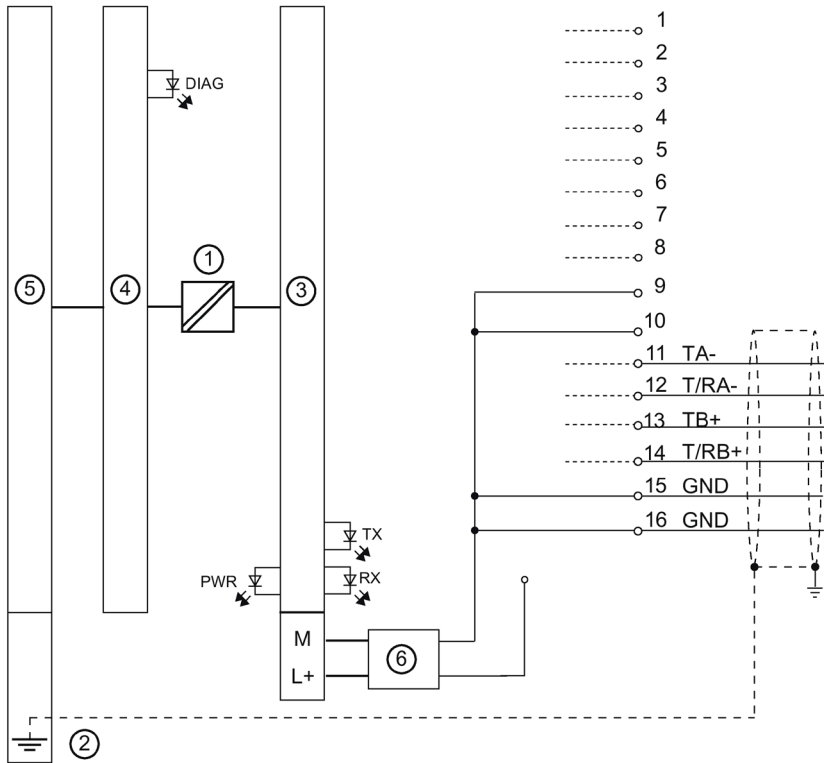 1
2
3
4
5
6
7
8
9
10
11 TA-
12 T/RA-
13 TB+
14 T/RB+
15 GND
16 GND
DIAG
1
5
4
3
TX
PWR
RX
M
L+
6
2